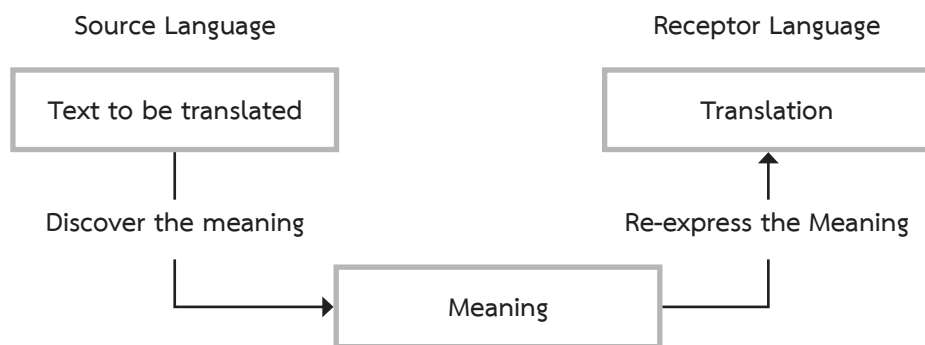 Source Language
Receptor Language
Text to be translated
Translation
Discover the meaning
Re-express the Meaning
Meaning